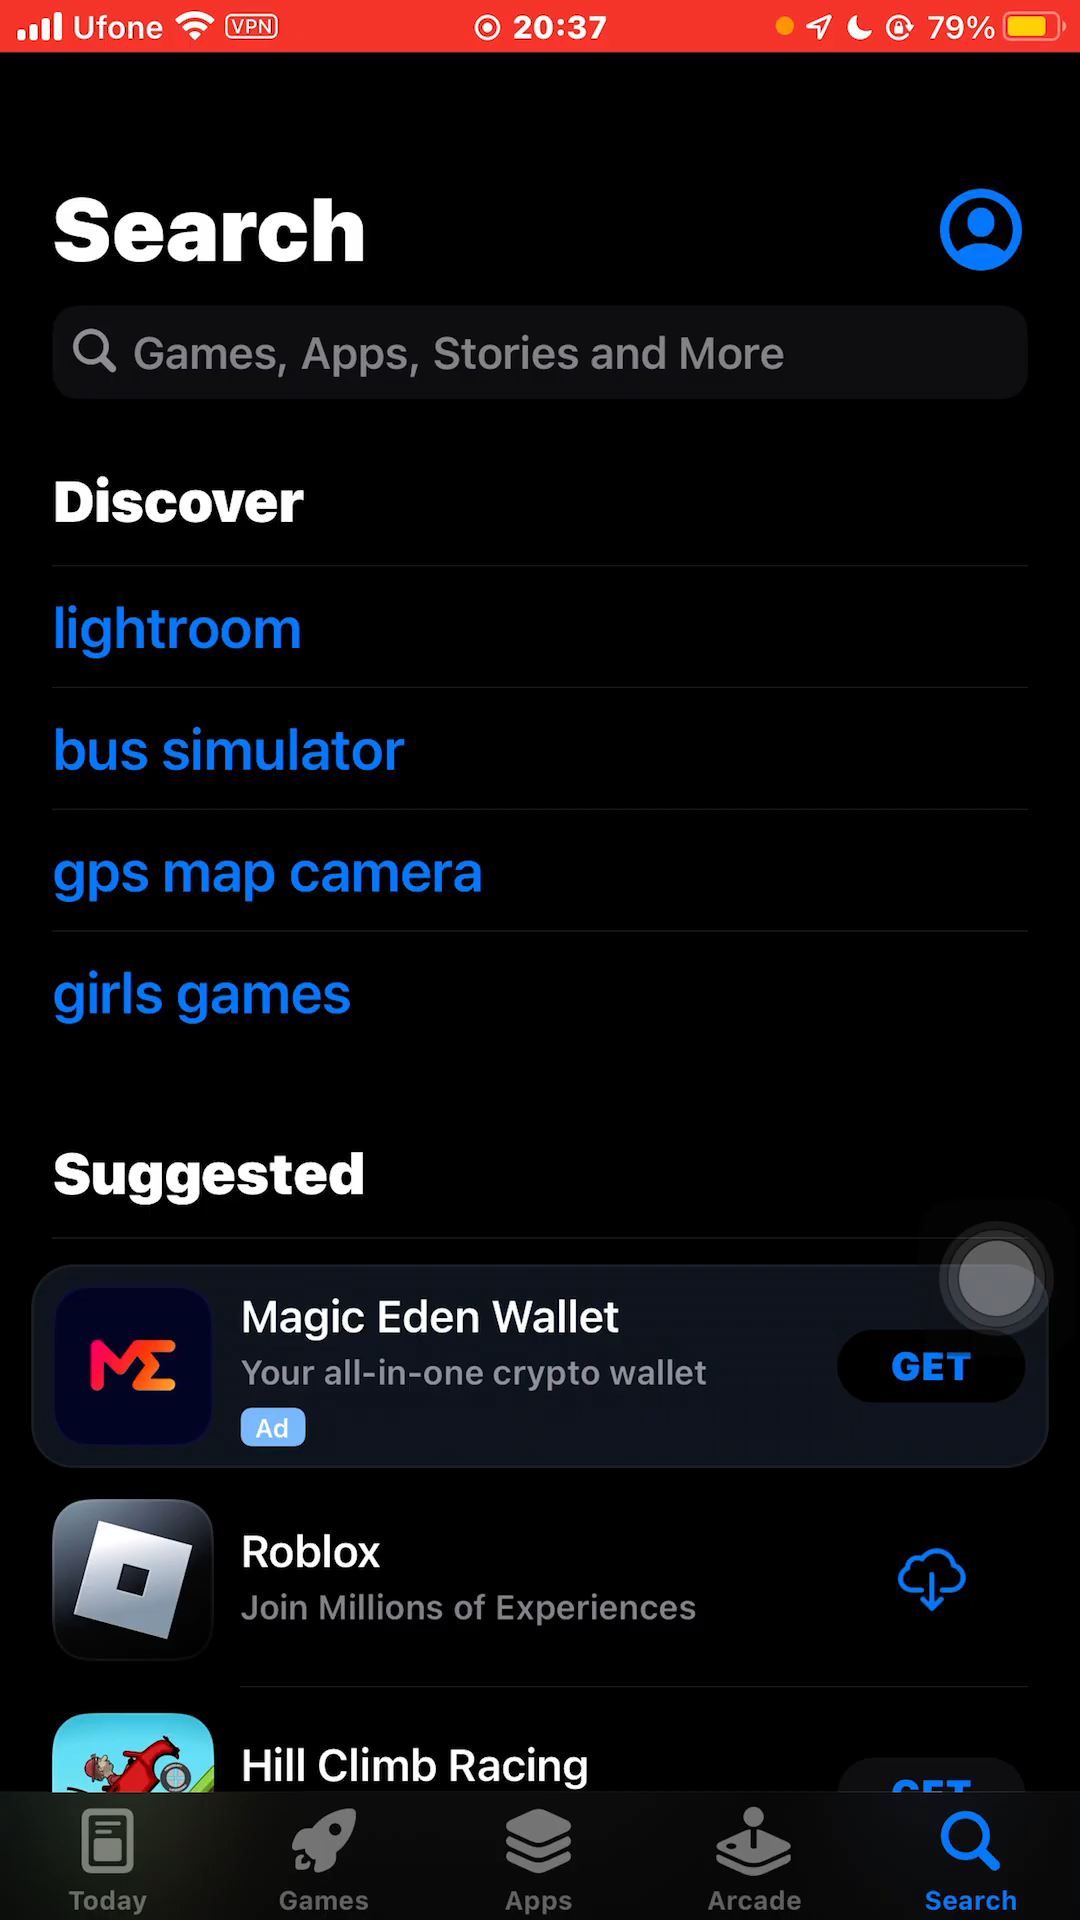 Ufone VPN 20:37 79%
Search
Games, Apps, Stories and More
Discover
lightroom
bus simulator
gps map camera
girls games
Suggested
Magic Eden Wallet
Your all-in-one crypto wallet
GET
Ad
Roblox
Join Millions of Experiences
Hill Climb Racing
GET
Today Games Apps Arcade Search